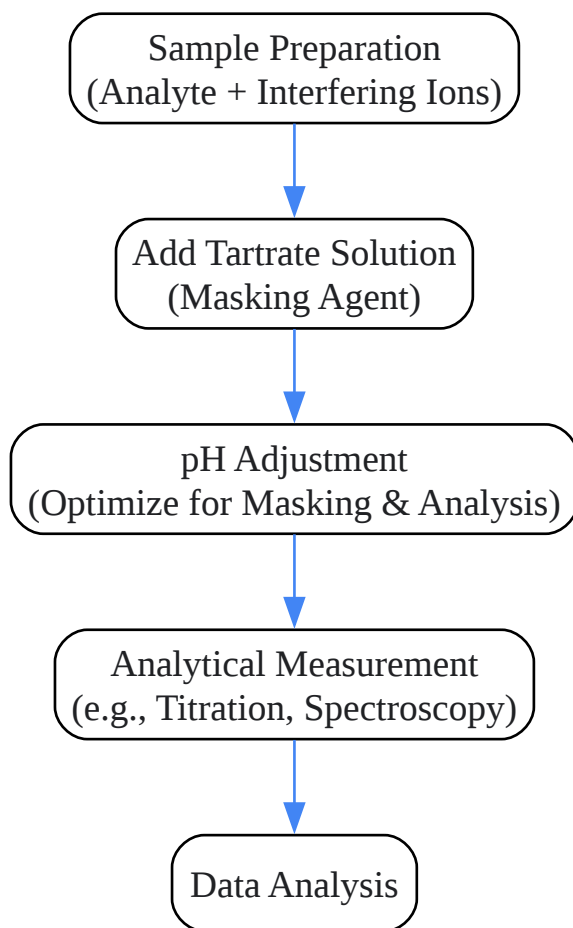 Sample Preparation
(Analyte + Interfering Ions)
Add Tartrate Solution
(Masking Agent)
pH Adjustment
(Optimize for Masking & Analysis)
Analytical Measurement
(e.g., Titration, Spectroscopy)
Data Analysis